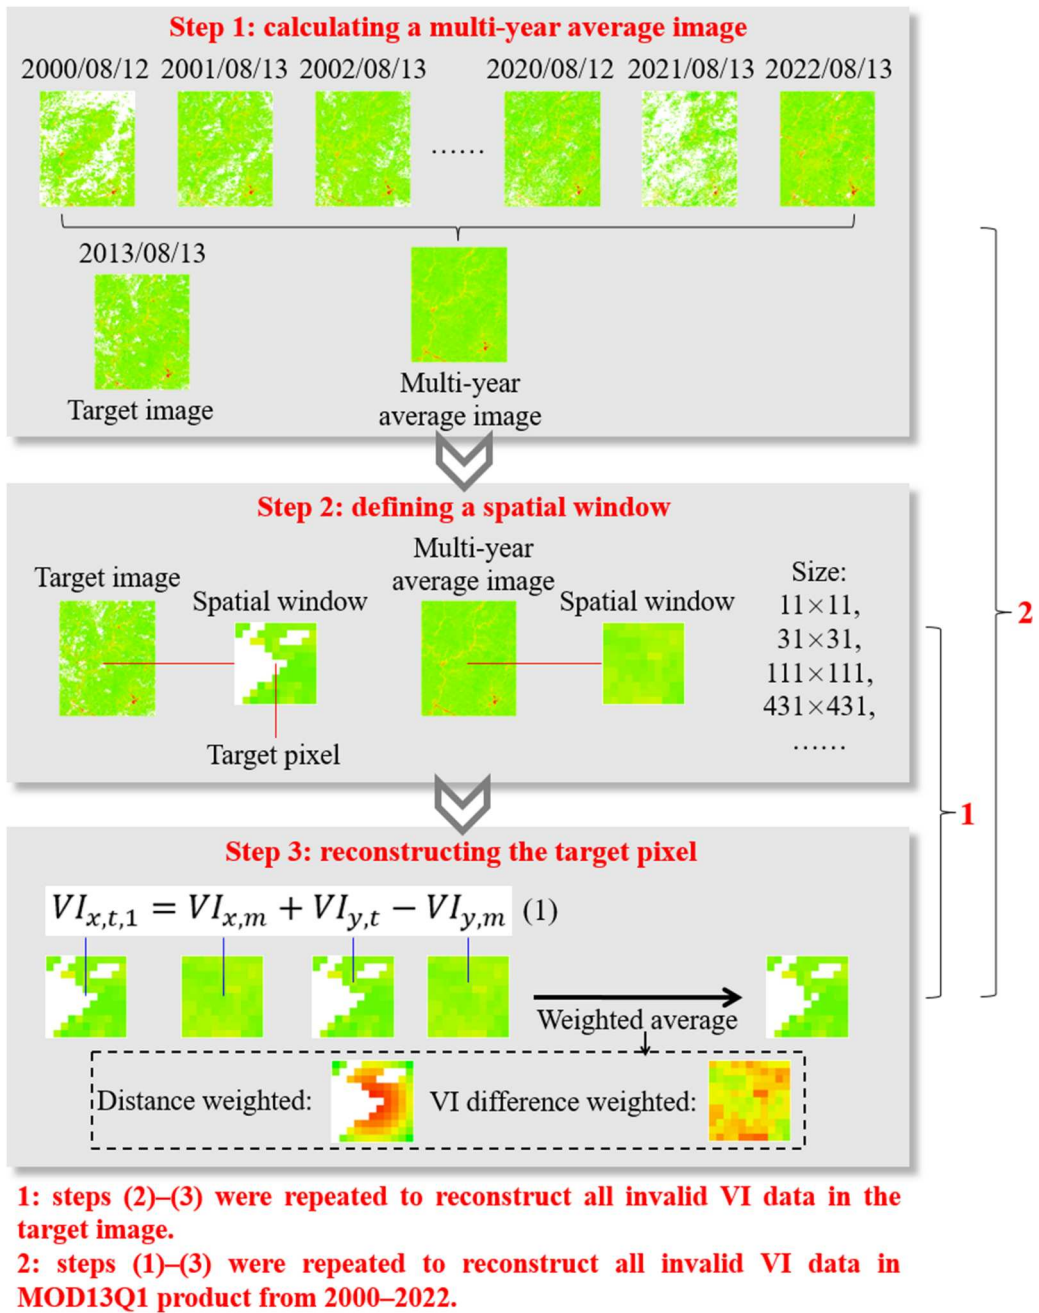 Step 1: calculating a multi-year average image
2000/08/12 2001/08/13 2002/08/13 2020/08/12 2021/08/13 2022/08/13
......
2013/08/13
Target image
Multi-year
average image
Step 2: defining a spatial window
Target image
Spatial window
Target pixel
Multi-year
average image
Spatial window
Size:
11×11,
31×31,
111×111,
431×431,
......
Step 3: reconstructing the target pixel
VIx,t,1 = VIx,m + VIy,t − VIy,m (1)
Weighted average
Distance weighted:
VI difference weighted:
1
2
1: steps (2)–(3) were repeated to reconstruct all invalid VI data in the
target image.
2: steps (1)–(3) were repeated to reconstruct all invalid VI data in
MOD13Q1 product from 2000–2022.